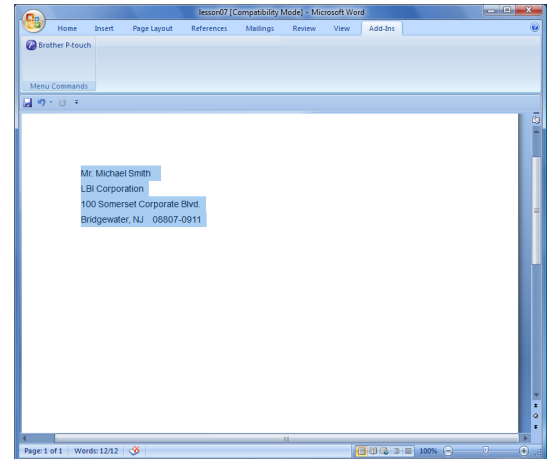 lesson07 [Compatibility Mode] - Microsoft Word
Home Insert Page Layout References Mailings Review View Add-Ins
Brother P-touch
Menu Commands
Mr. Michael Smith
LBI Corporation
100 Somerset Corporate Blvd.
Bridgewater, NJ 08807-0911
Page: 1 of 1 Words: 12/12 100%